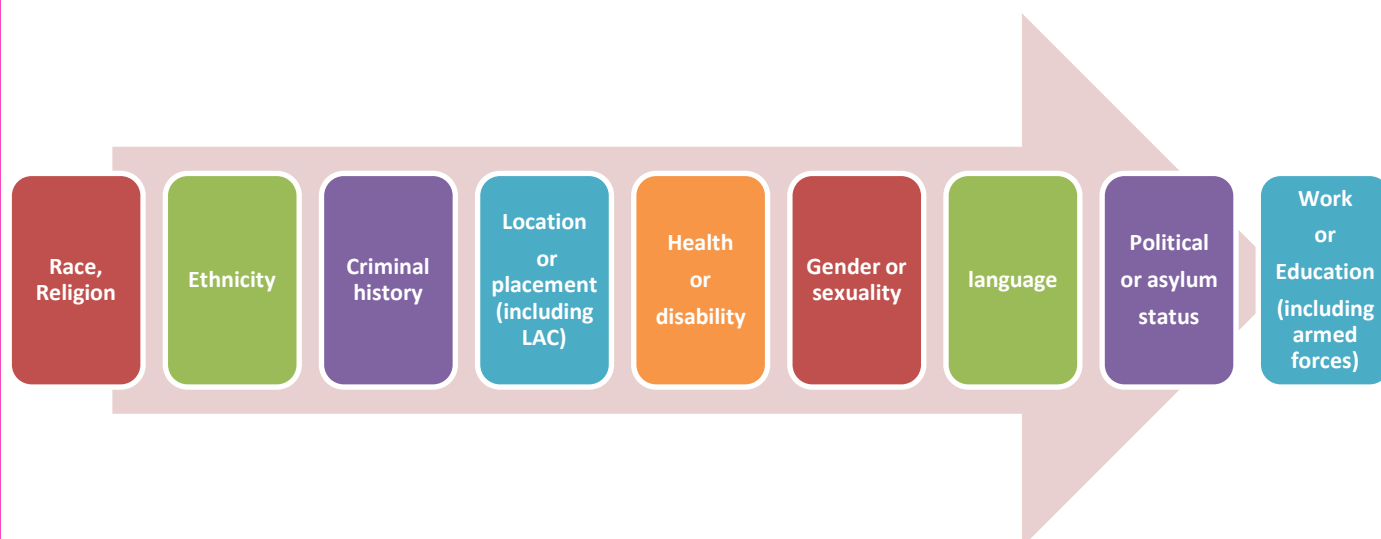 Race,
Religion
Ethnicity
Criminal
history
Location
or
placement
(including
LAC)
Health
or
disability
Gender or
sexuality
language
Political
or asylum
status
Work
or
Education
(including
armed
forces)